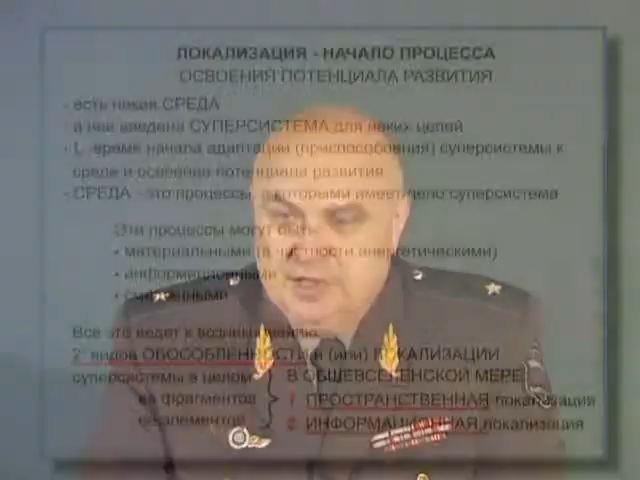 ЛОКАЛИЗАЦИЯ - НАЧАЛО ПРОЦЕССА
ОСВОЕНИЯ ПОТЕНЦИАЛА РАЗВИТИЯ
- есть некая СРЕДА
- в нее введена СУПЕРСИСТЕМА для неких целей
- t - время начала адаптации (приспособления) суперсистемы к
среде и освоения потенциала развития
- СРЕДА - это процессы, с которыми имеет дело суперсистема
Эти процессы могут быть:
• материальными (в частности энергетическими)
• информационными
• смешанными
Все это ведет к возникновению
2 видов ОБОСОБЛЕННОСТИ и (или) ЛОКАЛИЗАЦИИ
суперсистемы в целом } В ОБЩЕВСЕЛЕНСКОЙ МЕРЕ
ее фрагментов 1. ПРОСТРАНСТВЕННАЯ локализация
ее элементов 2. ИНФОРМАЦИОННАЯ локализация